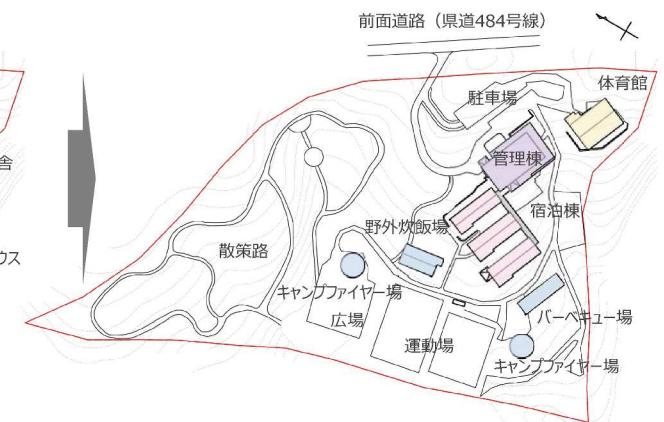 前面道路（県道484号線）
体育館
駐車場
管理棟
舎
宿泊棟
野外炊飯場
散策路
ウス
キャンプファイヤー場
広場
バーベキュー場
運動場
キャンプファイヤー場